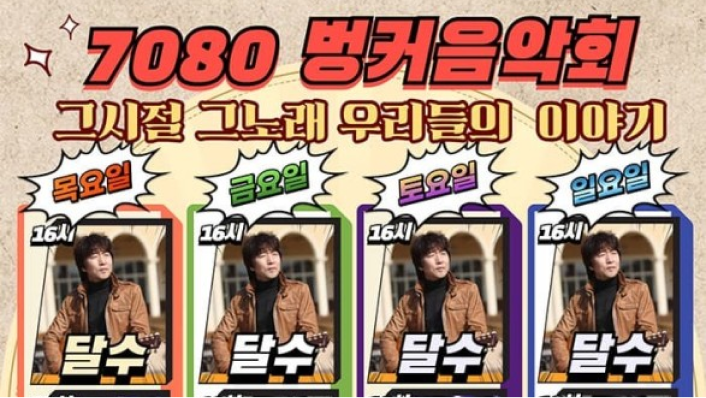 7080 벙커음악회
그시절 그노래 우리들의 이야기
목요일 금요일 토요일 일요일
16시 16시 16시 16시
달수 달수 달수 달수